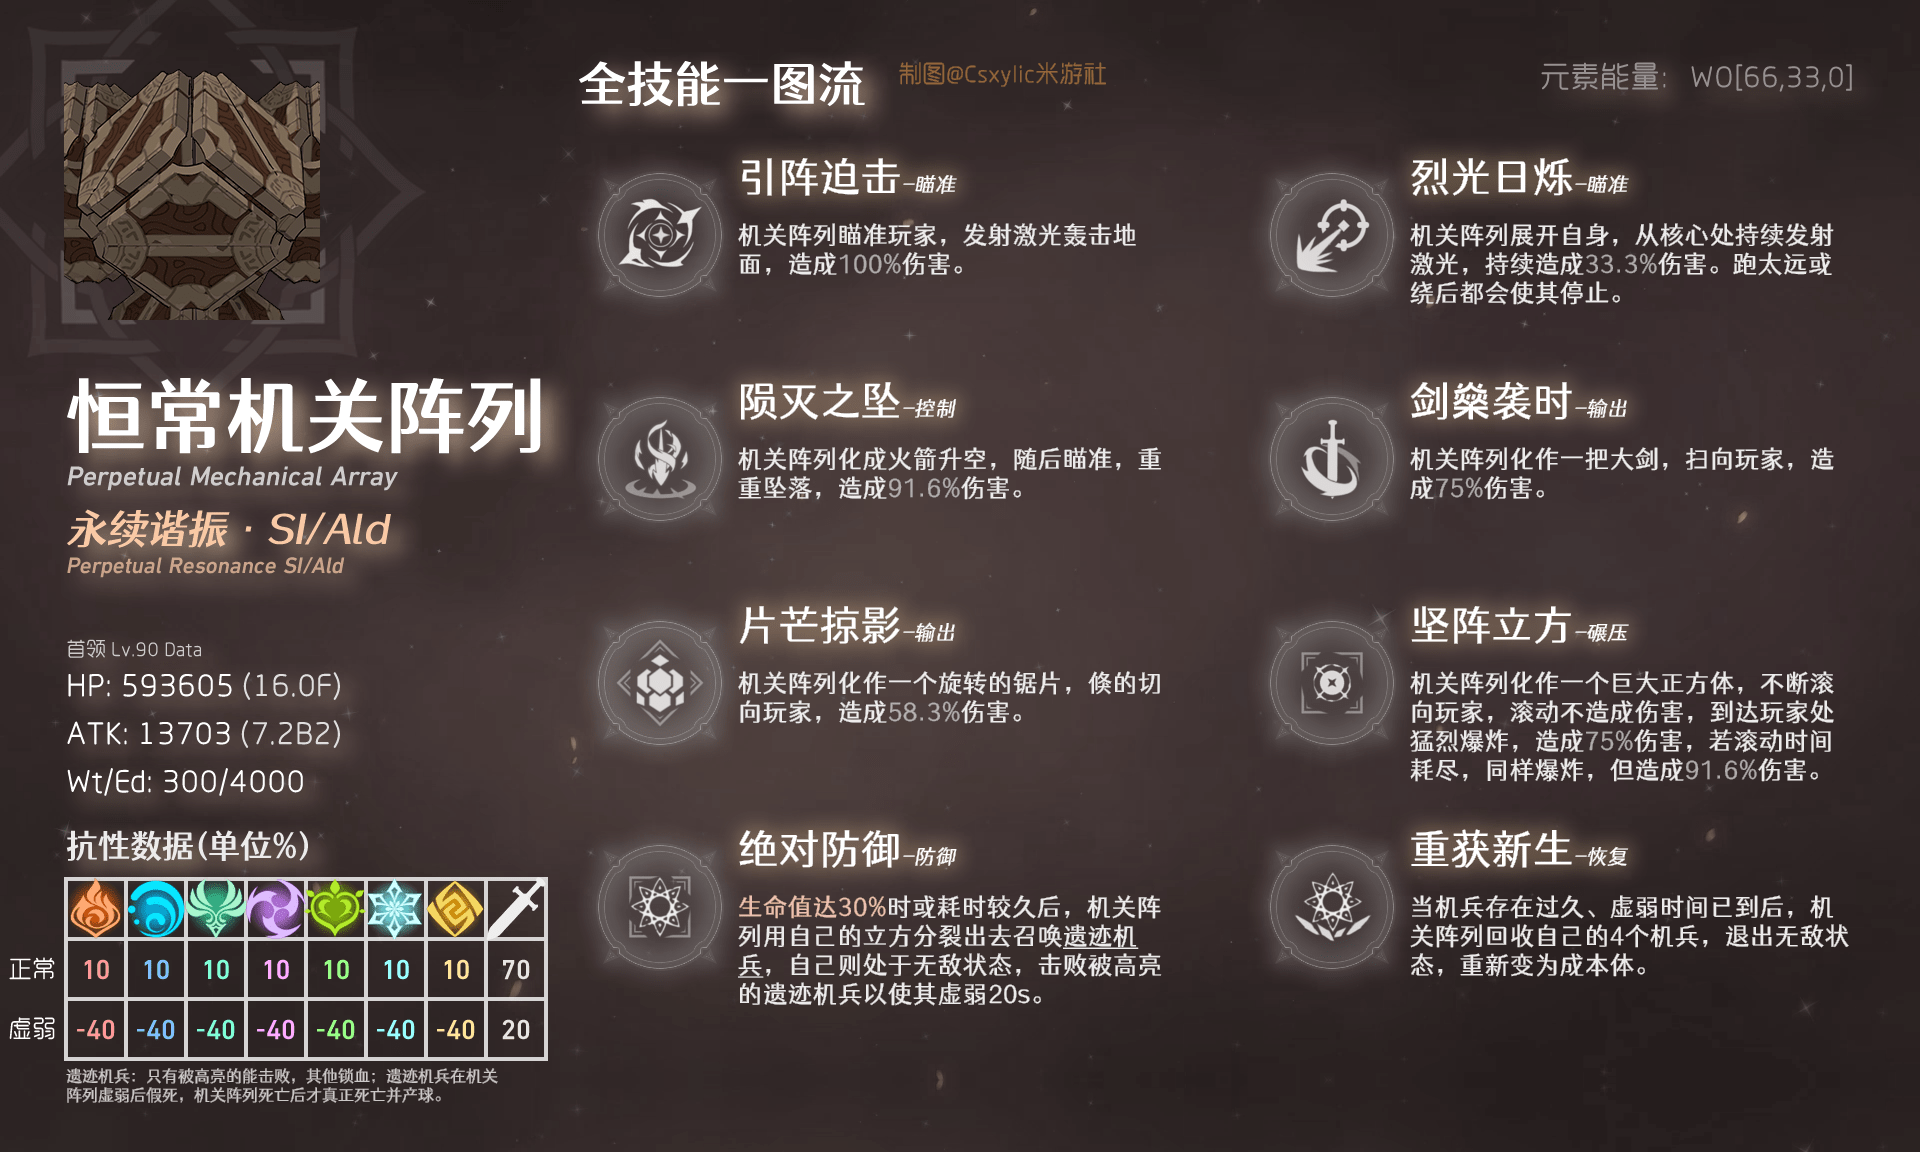 全技能一图流
制图@Csxylic米游社
元素能量: W0[66,33,0]
恒常机关阵列
Perpetual Mechanical Array
永续谐振 · SI/Ald
Perpetual Resonance SI/Ald
首领 Lv.90 Data
HP: 593605 (16.0F)
ATK: 13703 (7.2B2)
Wt/Ed: 300/4000
抗性数据(单位%)
正常 10 10 10 10 10 10 10 70
虚弱 -40 -40 -40 -40 -40 -40 -40 20
遗迹机兵：只有被高亮的能击败，其他锁血；遗迹机兵在机关
阵列虚弱后假死，机关阵列死亡后才真正死亡并产球。
引阵迫击-瞄准
机关阵列瞄准玩家，发射激光轰击地
面，造成100%伤害。
烈光日烁-瞄准
机关阵列展开自身，从核心处持续发射
激光，持续造成33.3%伤害。跑太远或
绕后都会使其停止。
陨灭之坠-控制
机关阵列化成火箭升空，随后瞄准，重
重坠落，造成91.6%伤害。
剑燊袭时-输出
机关阵列化作一把大剑，扫向玩家，造
成75%伤害。
片芒掠影-输出
机关阵列化作一个旋转的锯片，倏的切
向玩家，造成58.3%伤害。
坚阵立方-碾压
机关阵列化作一个巨大正方体，不断滚
向玩家，滚动不造成伤害，到达玩家处
猛烈爆炸，造成75%伤害，若滚动时间
耗尽，同样爆炸，但造成91.6%伤害。
绝对防御-防御
生命值达30%时或耗时较久后，机关阵
列用自己的立方分裂出去召唤遗迹机
兵，自己则处于无敌状态，击败被高亮
的遗迹机兵以使其虚弱20s。
重获新生-恢复
当机兵存在过久、虚弱时间已到后，机
关阵列回收自己的4个机兵，退出无敌状
态，重新变为成本体。